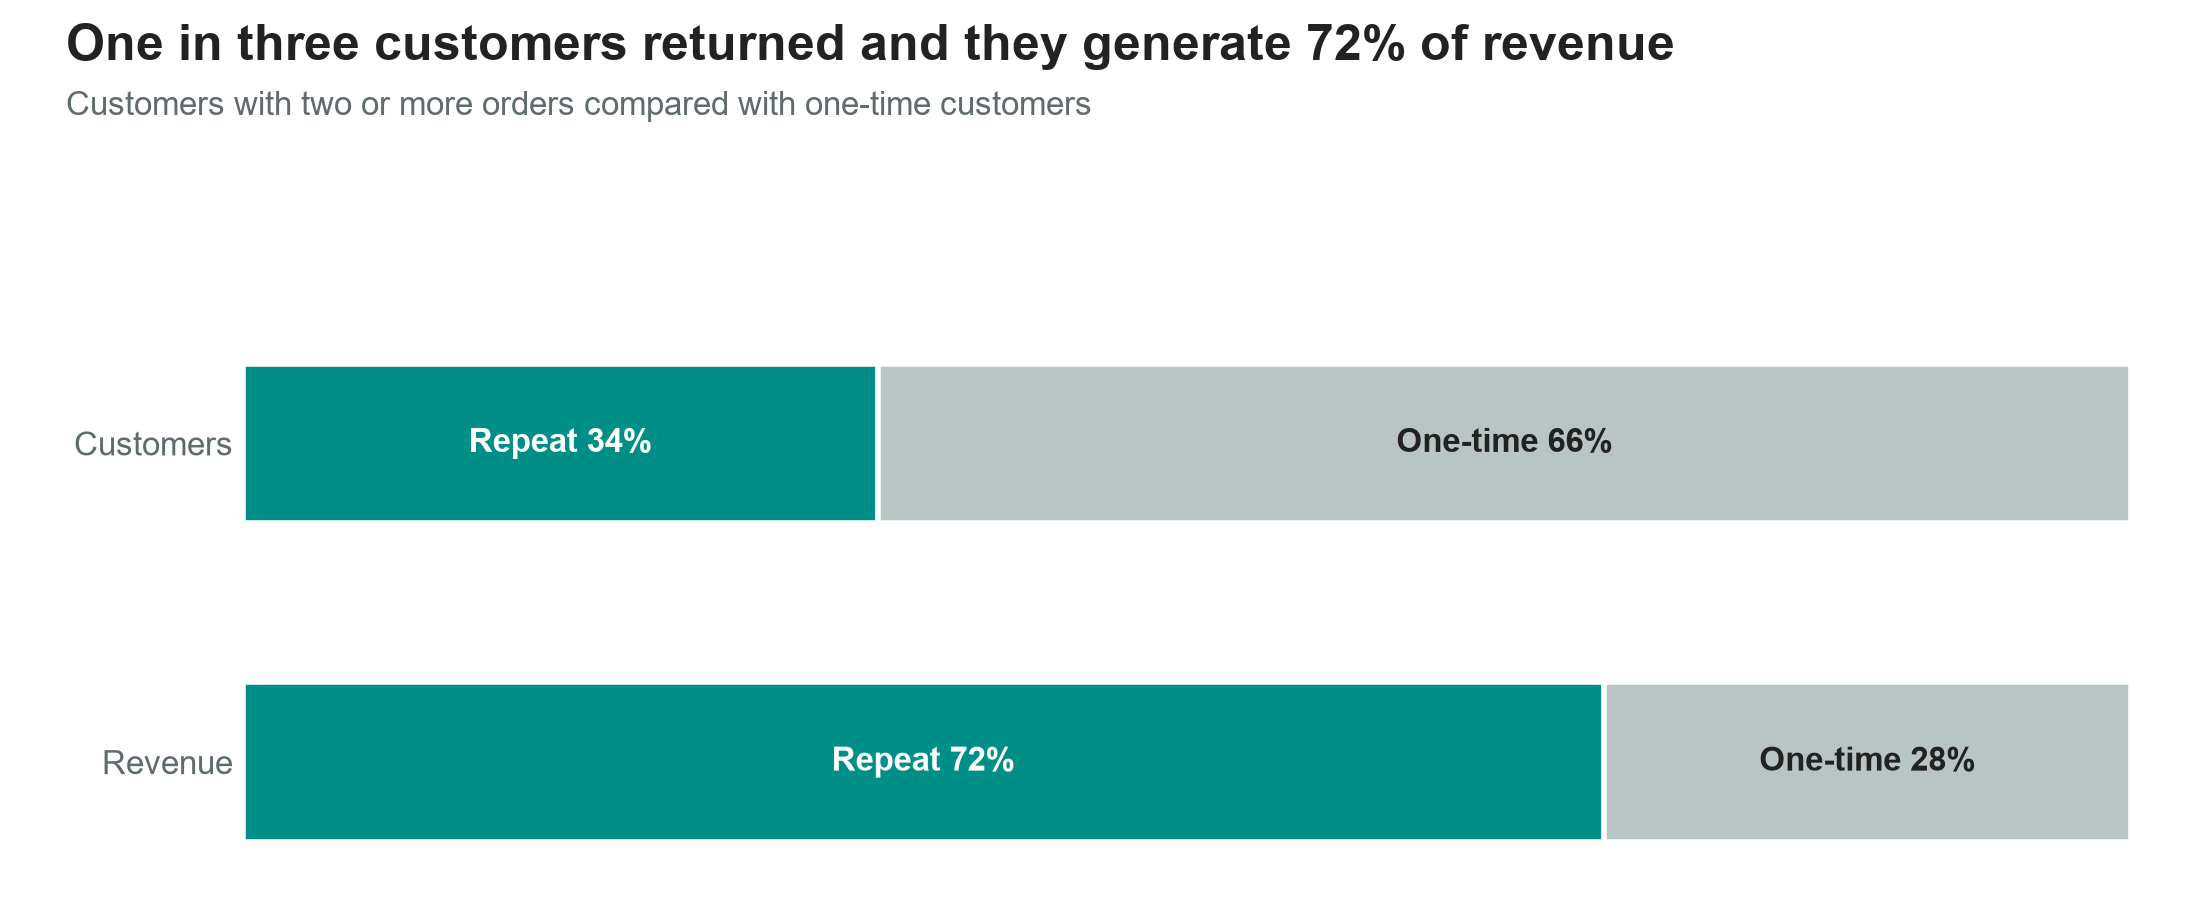 One in three customers returned and they generate 72% of revenue
Customers with two or more orders compared with one-time customers
Customers
Repeat 34%
One-time 66%
Revenue
Repeat 72%
One-time 28%